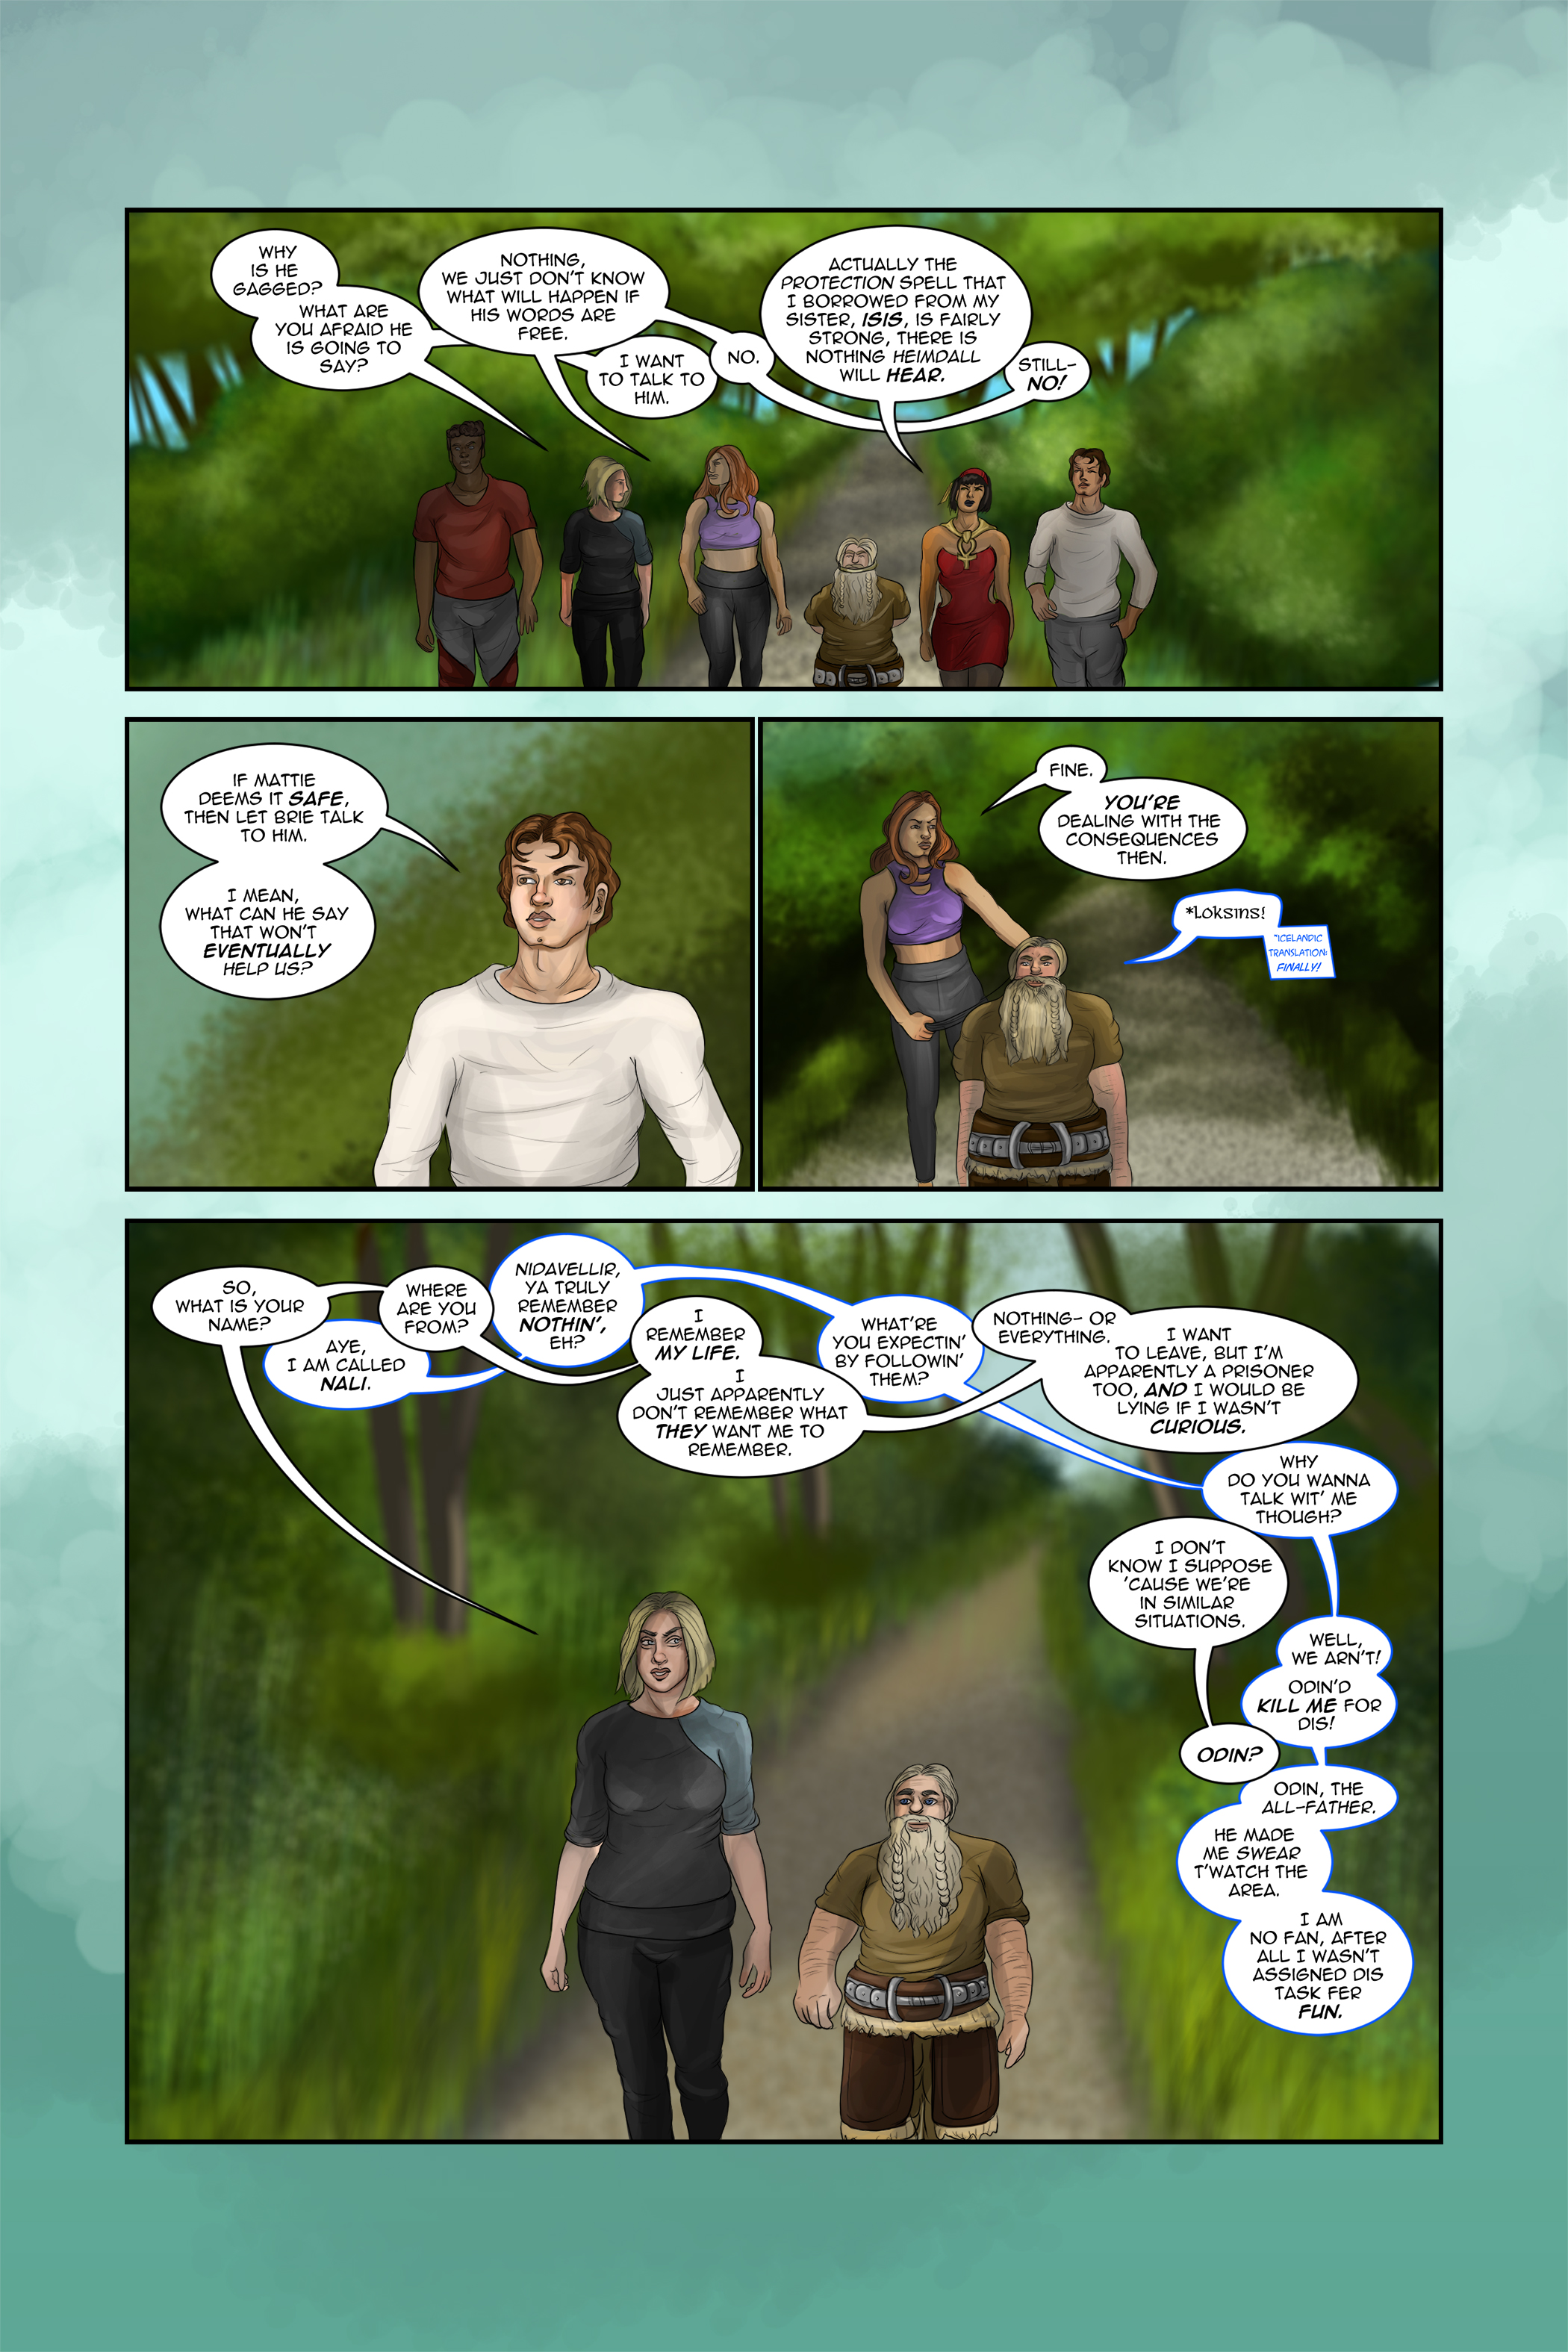 WHY
IS HE
GAGGED?
WHAT ARE
YOU AFRAID HE
IS GOING TO
SAY?
NOTHING,
WE JUST DON'T KNOW
WHAT WILL HAPPEN IF
HIS WORDS ARE
FREE.
I WANT
TO TALK TO
HIM.
NO.
ACTUALLY THE
PROTECTION SPELL THAT
I BORROWED FROM MY
SISTER, ISIS, IS FAIRLY
STRONG, THERE IS
NOTHING HEIMDALL
WILL HEAR.
STILL-
NO!
IF MATTIE
DEEMS IT SAFE,
THEN LET BRIE TALK
TO HIM.
I MEAN,
WHAT CAN HE SAY
THAT WON'T
EVENTUALLY
HELP US?
FINE.
YOU'RE
DEALING WITH THE
CONSEQUENCES
THEN.
*Loksins!
*ICELANDIC
TRANSLATION:
FINALLY!
SO,
WHAT IS YOUR
NAME?
AYE,
I AM CALLED
NALI.
WHERE
ARE YOU
FROM?
NIDAVELLIR,
YA TRULY
REMEMBER
NOTHIN',
EH?
I
REMEMBER
MY LIFE.
I
JUST APPARENTLY
DON'T REMEMBER WHAT
THEY WANT ME TO
REMEMBER.
WHAT'RE
YOU EXPECTIN'
BY FOLLOWIN'
THEM?
NOTHING- OR
EVERYTHING.
I WANT
TO LEAVE, BUT I'M
APPARENTLY A PRISONER
TOO, AND I WOULD BE
LYING IF I WASN'T
CURIOUS.
WHY
DO YOU WANNA
TALK WIT' ME
THOUGH?
I DON'T
KNOW I SUPPOSE
'CAUSE WE'RE
IN SIMILAR
SITUATIONS.
WELL,
WE ARN'T!
ODIN'D
KILL ME FOR
DIS!
ODIN?
ODIN, THE
ALL-FATHER.
HE MADE
ME SWEAR
T'WATCH THE
AREA.
I AM
NO FAN, AFTER
ALL I WASN'T
ASSIGNED DIS
TASK FER
FUN.